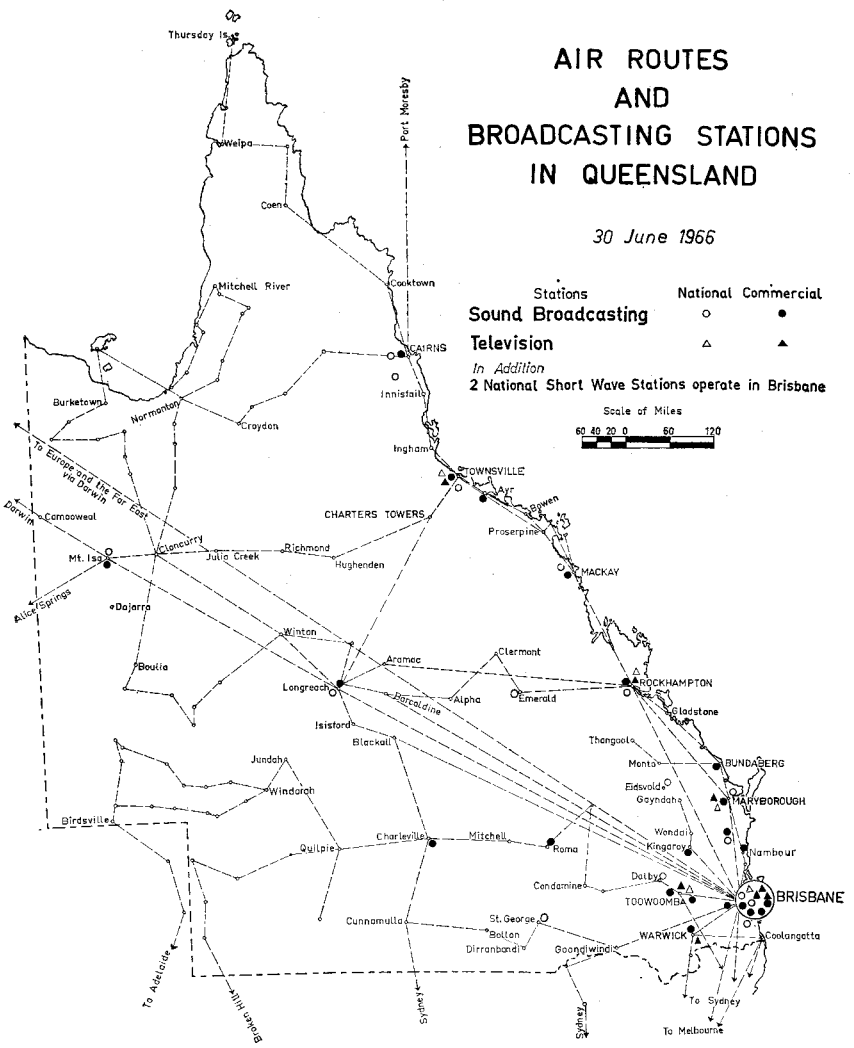 AIR ROUTES
AND
BROADCASTING STATIONS
IN QUEENSLAND
30 June 1966
Stations National Commercial
Sound Broadcasting
Television
In Addition
2 National Short Wave Stations operate in Brisbane
Scale of Miles
60 40 20 0 60 120
Thursday Is.
Port Moresby
Weipa
Coen
Cooktown
Mitchell River
CAIRNS
Innisfail
Burketown
Normanton
Croydon
Ingham
To Europe and the Far East
via Darwin
TOWNSVILLE
Ayr
Bowen
Darwin
Camooweal
CHARTERS TOWERS
Proserpine
Cloncurry
Mt. Isa
Julia Creek
Richmond
Hughenden
MACKAY
Alice Springs
Dajarra
Winton
Boulia
Aramac
Clermont
Longreach
Barcaldine
Alpha
Emerald
ROCKHAMPTON
Gladstone
Isisford
Blackall
Thangool
Monto
BUNDABERG
Jundah
Windorah
Eidsvold
Gayndah
MARYBOROUGH
Birdsville
Quilpie
Charleville
Mitchell
Roma
Wondai
Kingaroy
Nambour
Condamine
Dalby
TOOWOOMBA
BRISBANE
Cunnamulla
St. George
Bollon
Dirranbandi
Goondiwindi
WARWICK
Coolangatta
To Adelaide
Broken Hill
Sydney
Sydney
To Sydney
To Melbourne